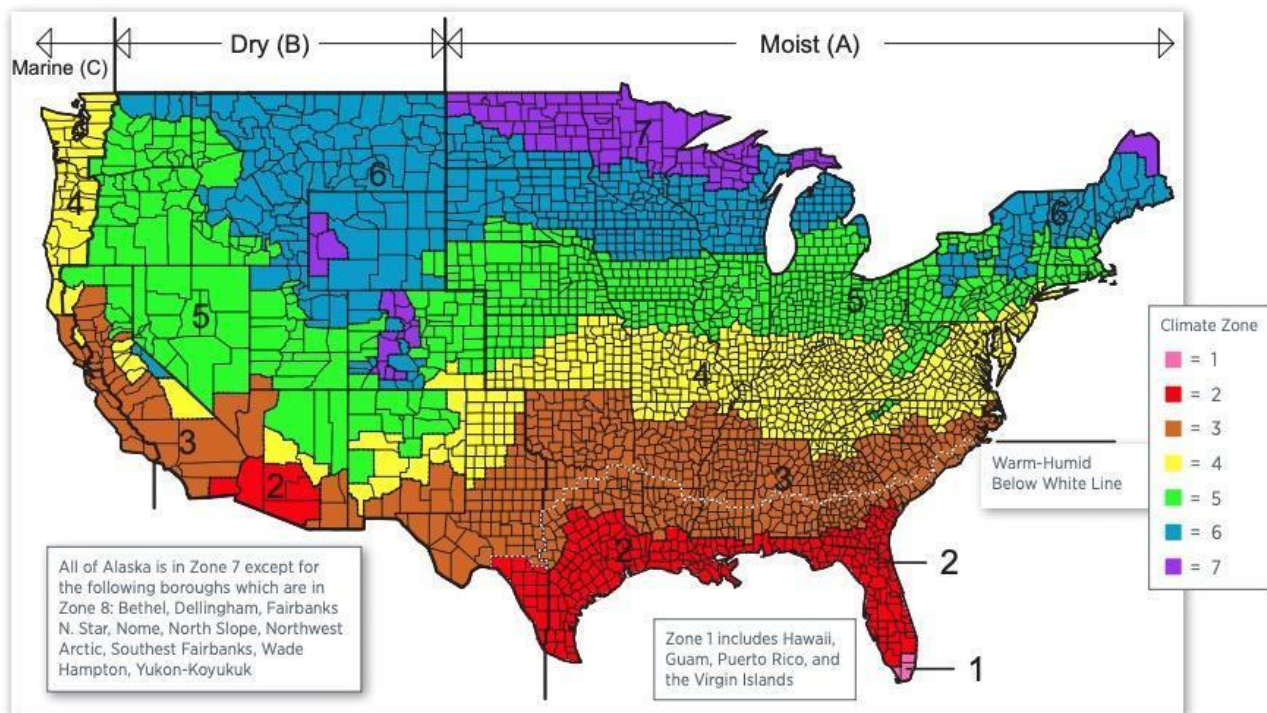 Marine (C)
Dry (B)
Moist (A)
7
6
4
6
5
5
Climate Zone
= 1
= 2
= 3
= 4
= 5
= 6
= 7
4
3
2
3
Warm-Humid
Below White Line
2
2
1
All of Alaska is in Zone 7 except for
the following boroughs which are in
Zone 8: Bethel, Dellingham, Fairbanks
N. Star, Nome, North Slope, Northwest
Arctic, Southest Fairbanks, Wade
Hampton, Yukon-Koyukuk
Zone 1 includes Hawaii,
Guam, Puerto Rico, and
the Virgin Islands